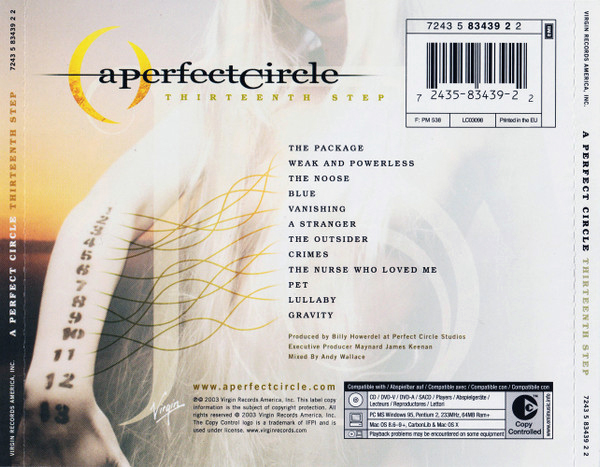 7243 5 83439 2 2
A PERFECT CIRCLE THIRTEENTH STEP
VIRGIN RECORDS AMERICA, INC.
aPerfectCircle
THIRTEENTH STEP
7243 5 83439 2 2
7 2435-83439-2 2
F: PM 538
LC03098
Printed in the EU
THE PACKAGE
WEAK AND POWERLESS
THE NOOSE
BLUE
VANISHING
A STRANGER
THE OUTSIDER
CRIMES
THE NURSE WHO LOVED ME
PET
LULLABY
GRAVITY
1
2
3
4
5
6
7
8
9
10
11
12
13
Produced by Billy Howerdel at Perfect Circle Studios
Executive Producer Maynard James Keenan
Mixed By Andy Wallace
Virgin
www.aperfectcircle.com
℗© 2003 Virgin Records America, Inc. This label copy
information is the subject of copyright protection. All
rights reserved © 2003 Virgin Records America, Inc.
The Copy Control logo is a trademark of IFPI and is
used under license. www.virginrecords.com
Compatible with / Abspielbar auf / Compatible avec / Compatible con / Compatibile con
CD / DVD-V / DVD-A / SACD / Players / Abspielgeräte /
Lecteurs / Reproductores / Lettori
PC MS Windows 95, Pentium 2, 233MHz, 64MB Ram+
Mac OS 8.6-9+, CarbonLib & Mac OS X
Playback problems may be encountered on some equipment
Copy
Controlled
VIRGIN RECORDS AMERICA, INC.
A PERFECT CIRCLE THIRTEENTH STEP
7243 5 83439 2 2